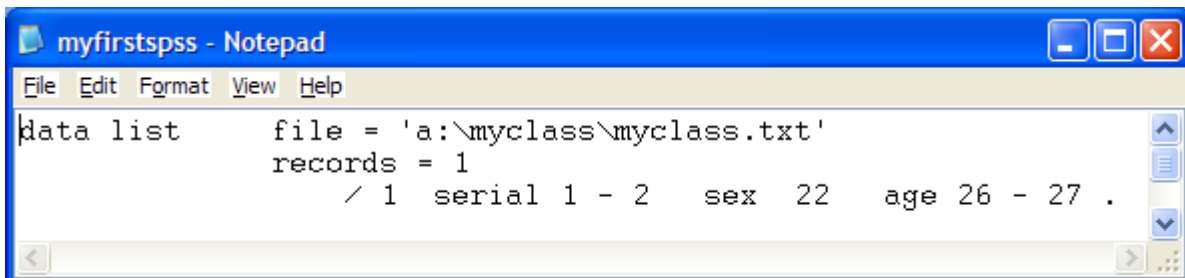 myfirstspss - Notepad
File Edit Format View Help
data list file = 'a:\myclass\myclass.txt'
records = 1
/ 1 serial 1 - 2 sex 22 age 26 - 27 .